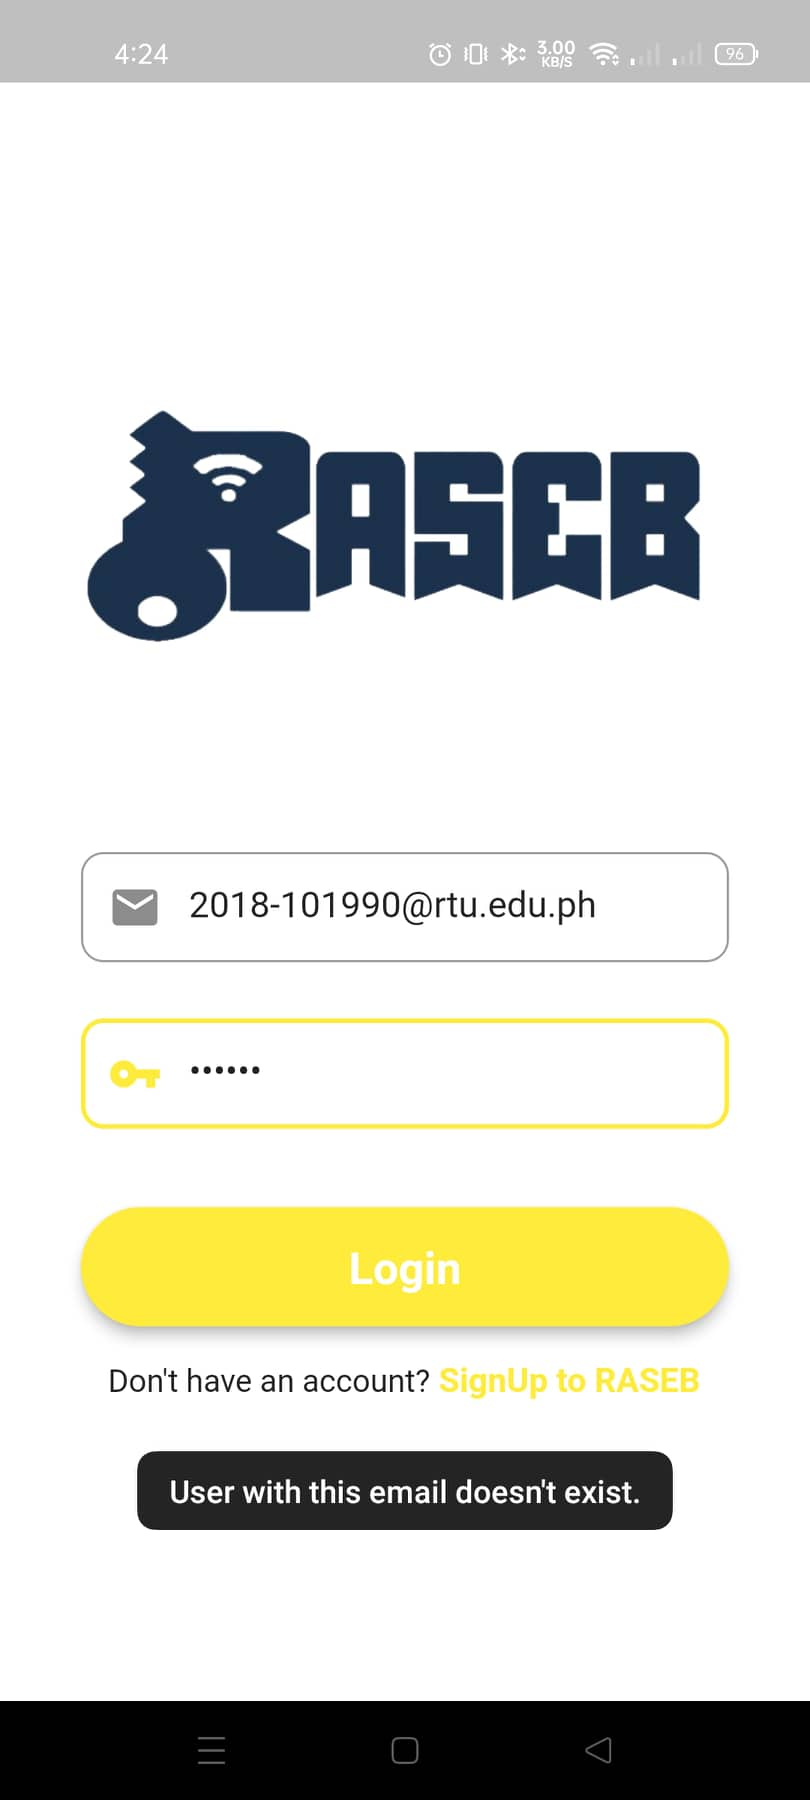 4:24
3.00
KB/S
96
RASEB
2018-101990@rtu.edu.ph
••••••
Login
Don't have an account? SignUp to RASEB
User with this email doesn't exist.